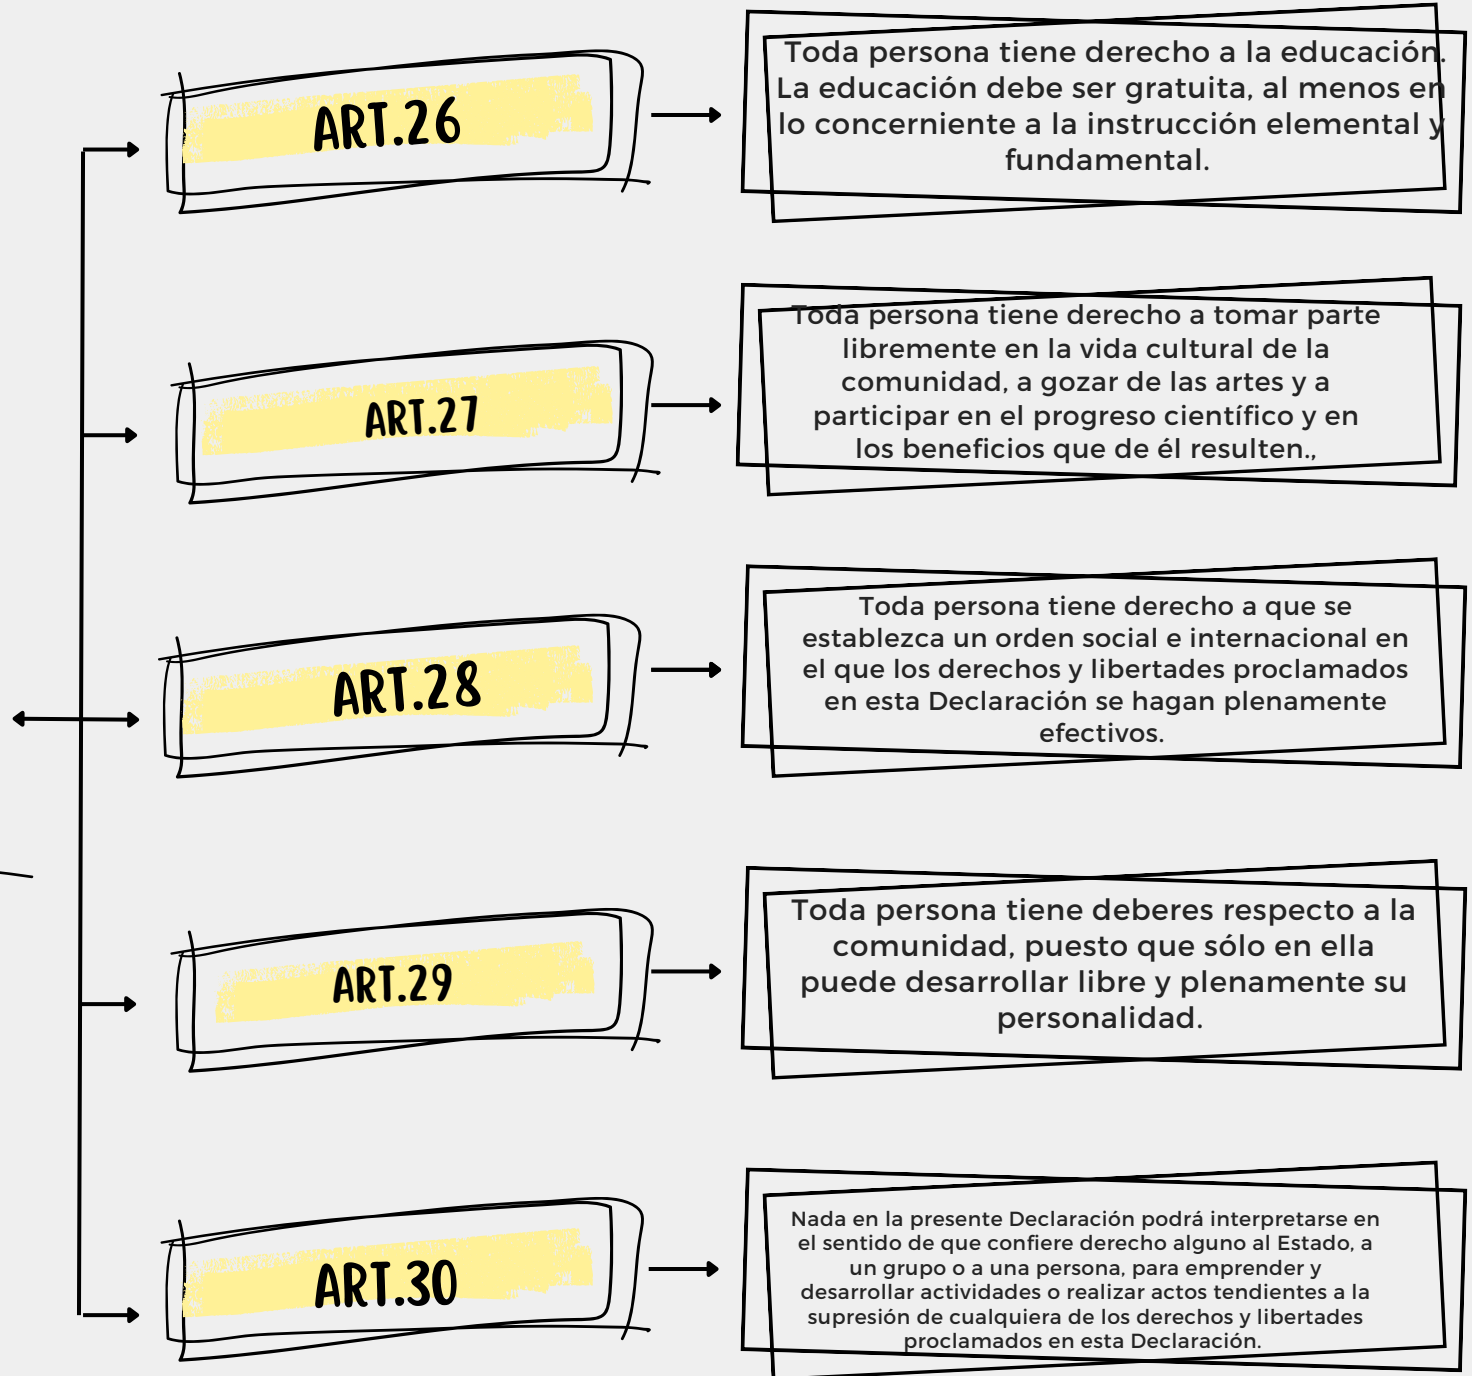 ART.26
Toda persona tiene derecho a la educación.
La educación debe ser gratuita, al menos en
lo concerniente a la instrucción elemental y
fundamental.
ART.27
Toda persona tiene derecho a tomar parte
libremente en la vida cultural de la
comunidad, a gozar de las artes y a
participar en el progreso científico y en
los beneficios que de él resulten.,
ART.28
Toda persona tiene derecho a que se
establezca un orden social e internacional en
el que los derechos y libertades proclamados
en esta Declaración se hagan plenamente
efectivos.
ART.29
Toda persona tiene deberes respecto a la
comunidad, puesto que sólo en ella
puede desarrollar libre y plenamente su
personalidad.
ART.30
Nada en la presente Declaración podrá interpretarse en
el sentido de que confiere derecho alguno al Estado, a
un grupo o a una persona, para emprender y
desarrollar actividades o realizar actos tendientes a la
supresión de cualquiera de los derechos y libertades
proclamados en esta Declaración.